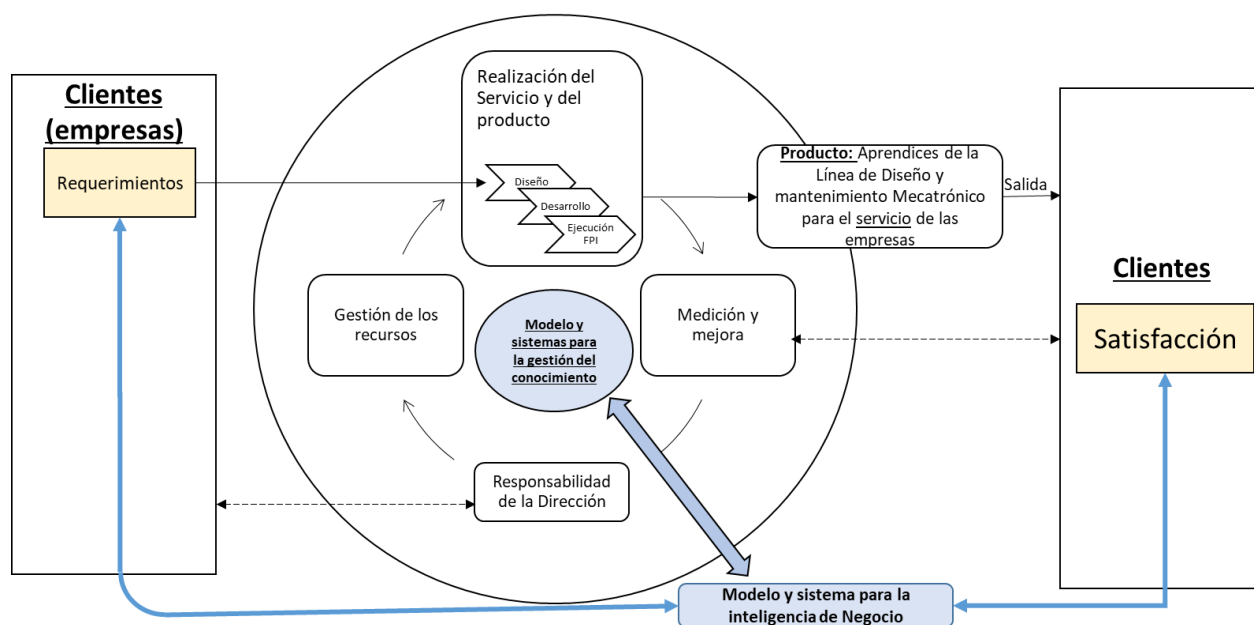 Clientes
(empresas)
Requerimientos
Realización del
Servicio y del
producto
Diseño
Desarrollo
Ejecución
FPI
Producto: Aprendices de la
Línea de Diseño y
mantenimiento Mecatrónico
para el servicio de las
empresas
Salida
Clientes
Satisfacción
Gestión de los
recursos
Modelo y
sistemas para
la gestión del
conocimiento
Medición y
mejora
Responsabilidad
de la Dirección
Modelo y sistema para la
inteligencia de Negocio